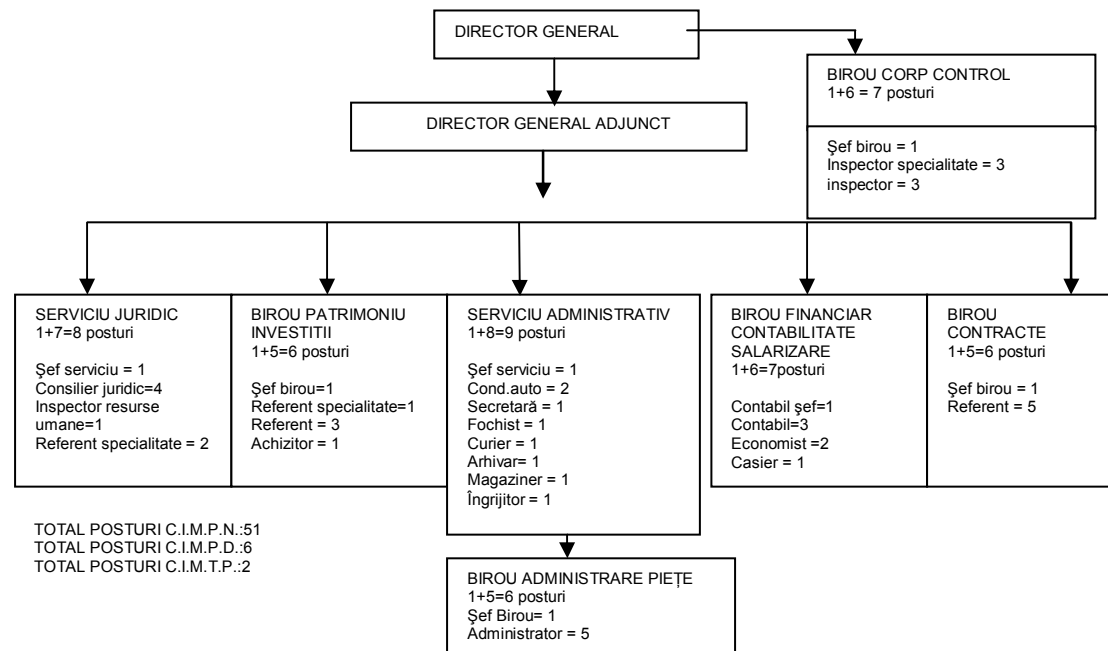 DIRECTOR GENERAL
BIROU CORP CONTROL
1+6 = 7 posturi
Şef birou = 1
Inspector specialitate = 3
inspector = 3
DIRECTOR GENERAL ADJUNCT
SERVICIU JURIDIC
1+7=8 posturi
Şef serviciu = 1
Consilier juridic=4
Inspector resurse
umane=1
Referent specialitate = 2
BIROU PATRIMONIU
INVESTITII
1+5=6 posturi
Şef birou=1
Referent specialitate=1
Referent = 3
Achizitor = 1
SERVICIU ADMINISTRATIV
1+8=9 posturi
Şef serviciu = 1
Cond.auto = 2
Secretară = 1
Fochist = 1
Curier = 1
Arhivar= 1
Magaziner = 1
Îngrijitor = 1
BIROU FINANCIAR
CONTABILITATE
SALARIZARE
1+6=7posturi
Contabil şef=1
Contabil=3
Economist =2
Casier = 1
BIROU
CONTRACTE
1+5=6 posturi
Şef birou = 1
Referent = 5
TOTAL POSTURI C.I.M.P.N.:51
TOTAL POSTURI C.I.M.P.D.:6
TOTAL POSTURI C.I.M.T.P.:2
BIROU ADMINISTRARE PIEŢE
1+5=6 posturi
Şef Birou= 1
Administrator = 5